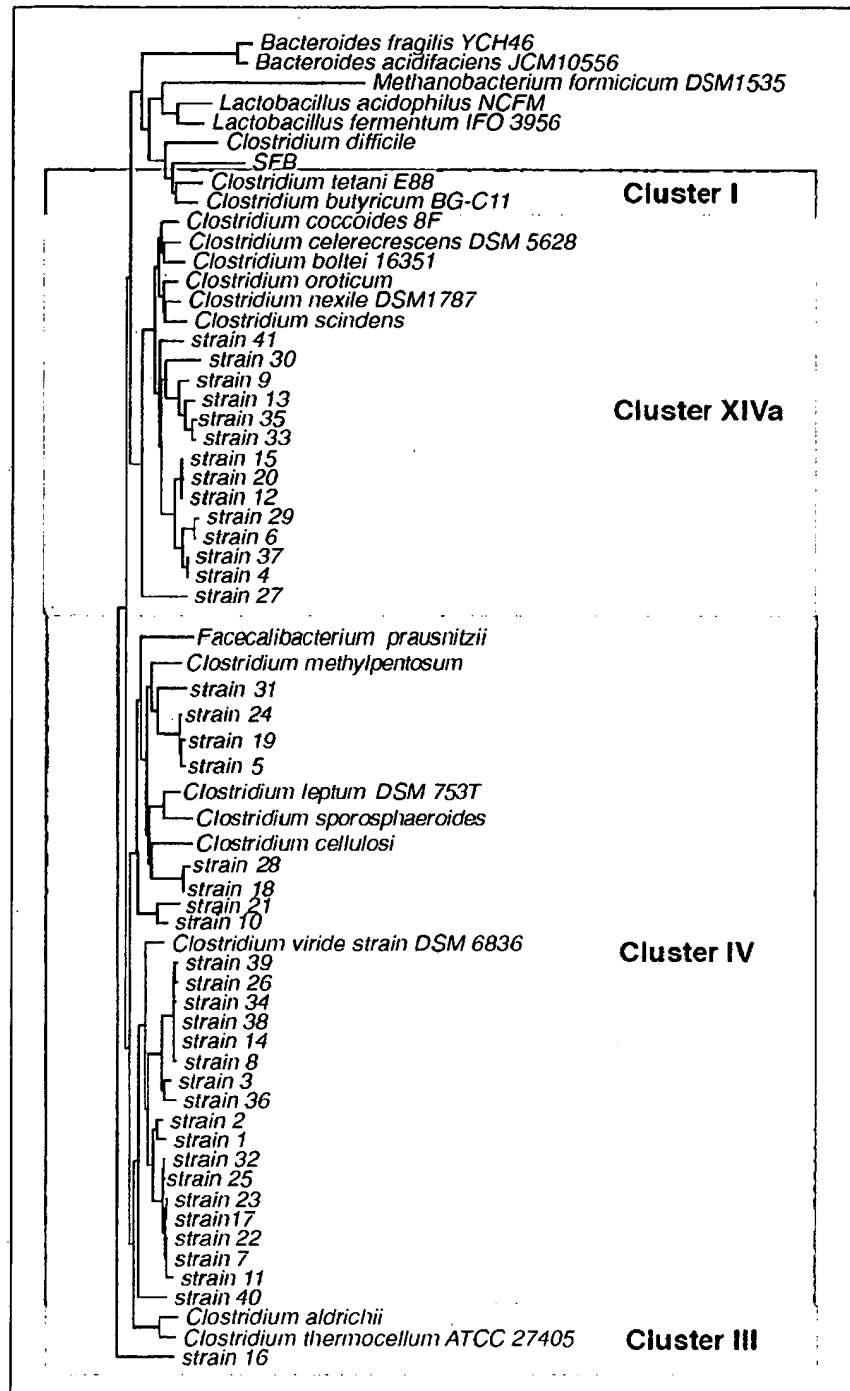 Bacteroides fragilis YCH46
Bacteroides acidifaciens JCM10556
Methanobacterium formicicum DSM1535
Lactobacillus acidophilus NCFM
Lactobacillus fermentum IFO 3956
Clostridium difficile
SFB
Clostridium tetani E88
Cluster I
Clostridium butyricum BG-C11
Clostridium coccoides 8F
Clostridium celerecrescens DSM 5628
Clostridium boltei 16351
Clostridium oroticum
Clostridium nexile DSM1787
Clostridium scindens
strain 41
strain 30
strain 9
strain 13
Cluster XIVa
strain 35
strain 33
strain 15
strain 20
strain 12
strain 29
strain 6
strain 37
strain 4
strain 27
Facecalibacterium prausnitzii
Clostridium methylpentosum
strain 31
strain 24
strain 19
strain 5
Clostridium leptum DSM 753T
Clostridium sporosphaeroides
Clostridium cellulosi
strain 28
strain 18
strain 21
strain 10
Clostridium viride strain DSM 6836
Cluster IV
strain 39
strain 26
strain 34
strain 38
strain 14
strain 8
strain 3
strain 36
strain 2
strain 1
strain 32
strain 25
strain 23
strain17
strain 22
strain 7
strain 11
strain 40
Clostridium aldrichii
Clostridium thermocellum ATCC 27405
Cluster III
strain 16